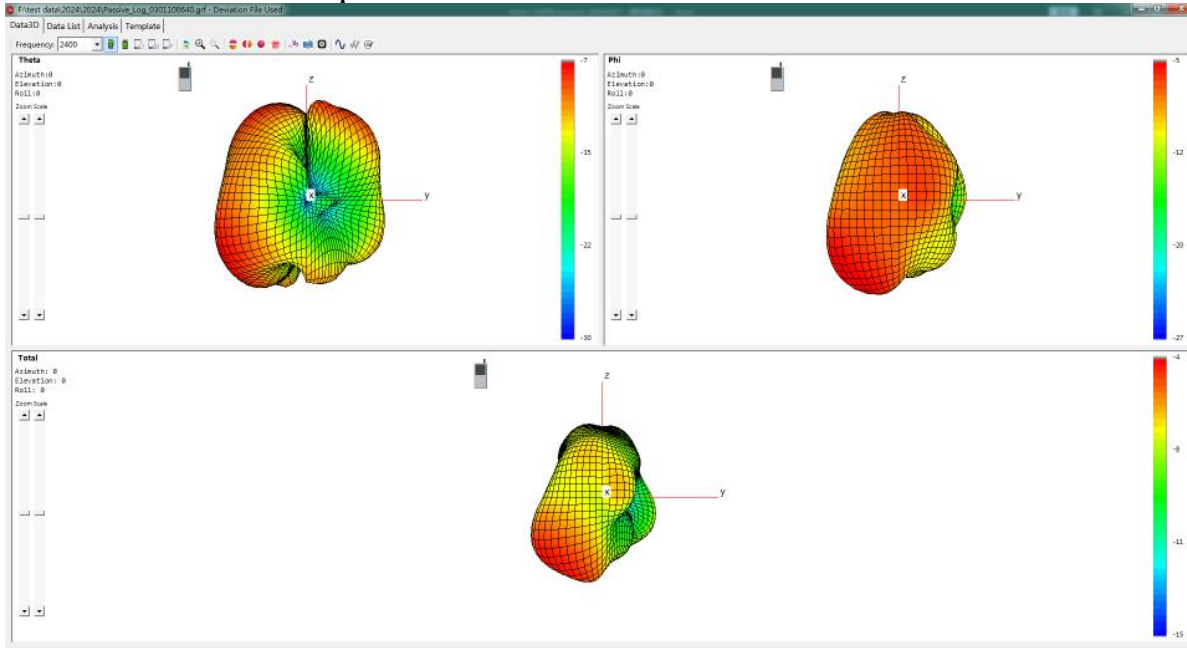 F:\test data\2024\2024\Passive_Log_0301100640.grf - Deviation File Used
Data3D Data List Analysis Template
Frequency: 2400
Theta
Azimuth:0
Elevation:0
Roll:0
Zoom Scale
z
x
y
-7
-15
-22
-30
Phi
Azimuth:0
Elevation:0
Roll:0
Zoom Scale
z
x
y
-5
-12
-20
-27
Total
Azimuth: 0
Elevation: 0
Roll: 0
Zoom Scale
z
x
y
-4
-8
-11
-15